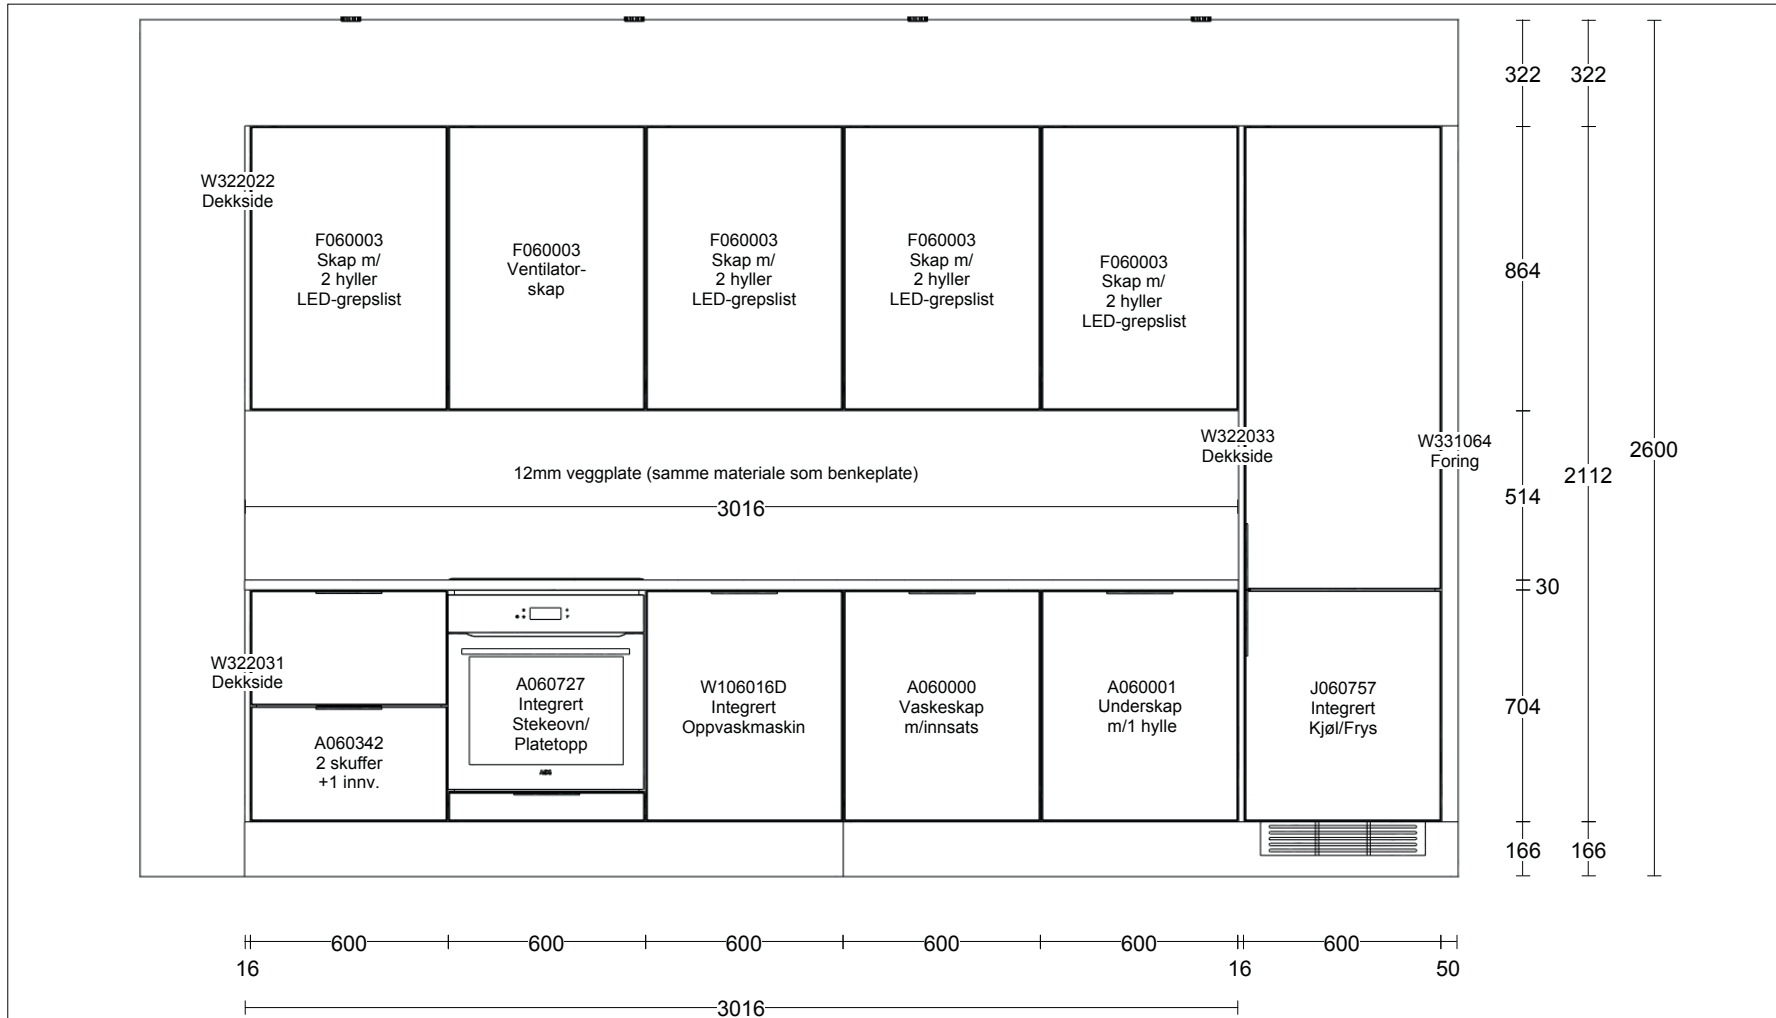 322
322
W322022
Dekkside
F060003
Skap m/
2 hyller
LED-grepslist
F060003
Ventilator-
skap
F060003
Skap m/
2 hyller
LED-grepslist
F060003
Skap m/
2 hyller
LED-grepslist
F060003
Skap m/
2 hyller
LED-grepslist
864
W322033
Dekkside
W331064
Foring
2600
2112
12mm veggplate (samme materiale som benkeplate)
514
3016
30
W322031
Dekkside
A060342
2 skuffer
+1 innv.
A060727
Integrert
Stekeovn/
Platetopp
AEG
W106016D
Integrert
Oppvaskmaskin
A060000
Vaskeskap
m/innsats
A060001
Underskap
m/1 hylle
J060757
Integrert
Kjøl/Frys
704
166
166
600
600
600
600
600
600
16
16
50
3016